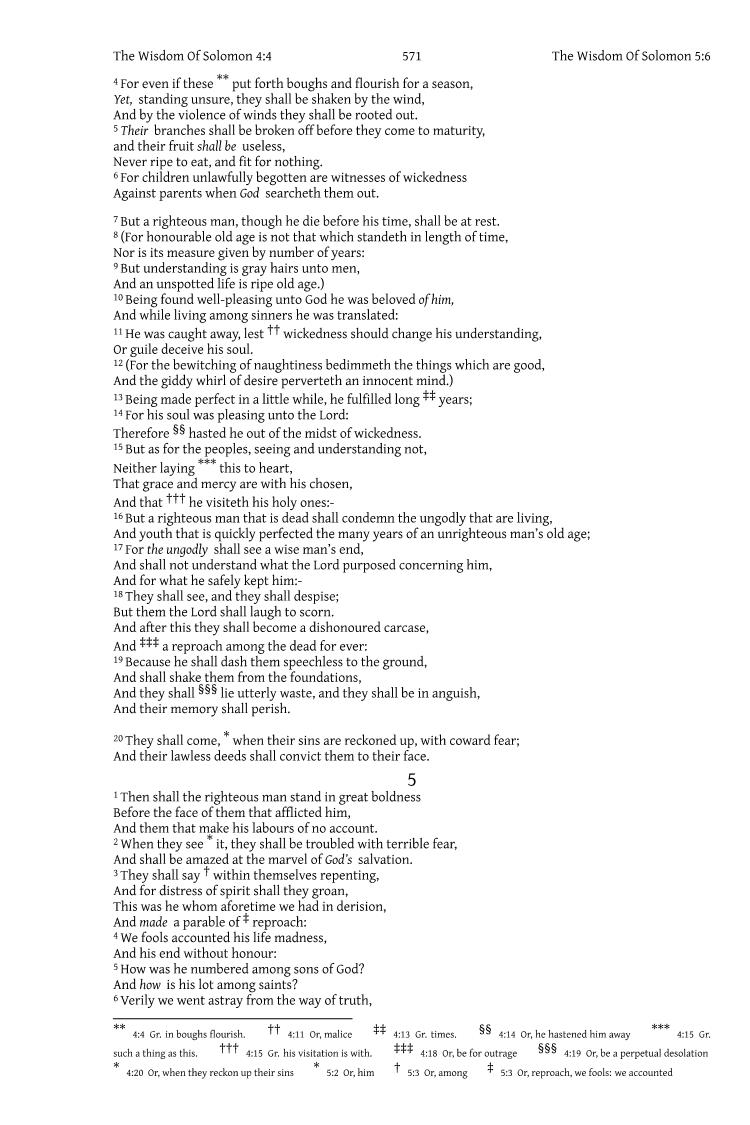 The Wisdom Of Solomon 4:4 571 The Wisdom Of Solomon 5:6
4 For even if these ** put forth boughs and flourish for a season,
Yet, standing unsure, they shall be shaken by the wind,
And by the violence of winds they shall be rooted out.
5 Their branches shall be broken off before they come to maturity,
and their fruit shall be useless,
Never ripe to eat, and fit for nothing.
6 For children unlawfully begotten are witnesses of wickedness
Against parents when God searcheth them out.
7 But a righteous man, though he die before his time, shall be at rest.
8 (For honourable old age is not that which standeth in length of time,
Nor is its measure given by number of years:
9 But understanding is gray hairs unto men,
And an unspotted life is ripe old age.)
10 Being found well-pleasing unto God he was beloved of him,
And while living among sinners he was translated:
11 He was caught away, lest †† wickedness should change his understanding,
Or guile deceive his soul.
12 (For the bewitching of naughtiness bedimmeth the things which are good,
And the giddy whirl of desire perverteth an innocent mind.)
13 Being made perfect in a little while, he fulfilled long ‡‡ years;
14 For his soul was pleasing unto the Lord:
Therefore §§ hasted he out of the midst of wickedness.
15 But as for the peoples, seeing and understanding not,
Neither laying *** this to heart,
That grace and mercy are with his chosen,
And that ††† he visiteth his holy ones:-
16 But a righteous man that is dead shall condemn the ungodly that are living,
And youth that is quickly perfected the many years of an unrighteous man's old age;
17 For the ungodly shall see a wise man's end,
And shall not understand what the Lord purposed concerning him,
And for what he safely kept him:-
18 They shall see, and they shall despise;
But them the Lord shall laugh to scorn.
And after this they shall become a dishonoured carcase,
And ‡‡‡ a reproach among the dead for ever:
19 Because he shall dash them speechless to the ground,
And shall shake them from the foundations,
And they shall §§§ lie utterly waste, and they shall be in anguish,
And their memory shall perish.
20 They shall come, * when their sins are reckoned up, with coward fear;
And their lawless deeds shall convict them to their face.
5
1 Then shall the righteous man stand in great boldness
Before the face of them that afflicted him,
And them that make his labours of no account.
2 When they see * it, they shall be troubled with terrible fear,
And shall be amazed at the marvel of God's salvation.
3 They shall say † within themselves repenting,
And for distress of spirit shall they groan,
This was he whom aforetime we had in derision,
And made a parable of ‡ reproach:
4 We fools accounted his life madness,
And his end without honour:
5 How was he numbered among sons of God?
And how is his lot among saints?
6 Verily we went astray from the way of truth,
** 4:4 Gr. in boughs flourish. †† 4:11 Or, malice ‡‡ 4:13 Gr. times. §§ 4:14 Or, he hastened him away *** 4:15 Gr.
such a thing as this. ††† 4:15 Gr. his visitation is with. ‡‡‡ 4:18 Or, be for outrage §§§ 4:19 Or, be a perpetual desolation
* 4:20 Or, when they reckon up their sins * 5:2 Or, him † 5:3 Or, among ‡ 5:3 Or, reproach, we fools: we accounted